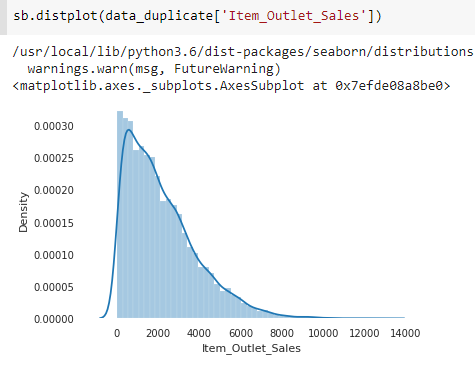 sb.distplot(data_duplicate['Item_Outlet_Sales'])
/usr/local/lib/python3.6/dist-packages/seaborn/distributions
warnings.warn(msg, FutureWarning)
<matplotlib.axes._subplots.AxesSubplot at 0x7efde08a8be0>
0.00030
0.00025
0.00020
0.00015
0.00010
0.00005
0.00000
Density
0 2000 4000 6000 8000 10000 12000 14000
Item_Outlet_Sales